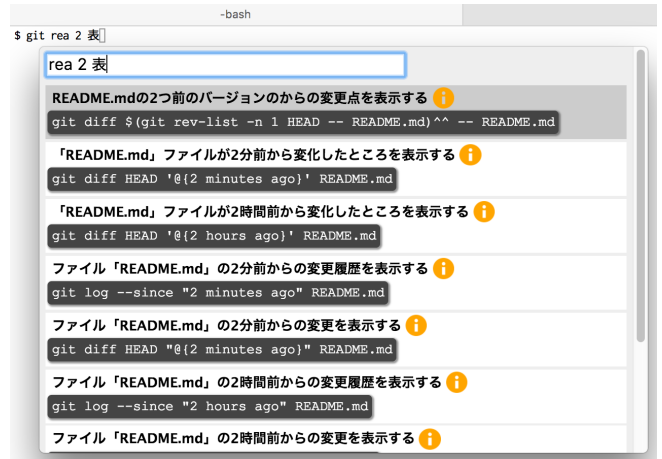 -bash
$ git rea 2 表
rea 2 表
README.mdの2つ前のバージョンのからの変更点を表示する
git diff $(git rev-list -n 1 HEAD -- README.md)^^ -- README.md
「README.md」ファイルが2分前から変化したところを表示する
git diff HEAD '@{2 minutes ago}' README.md
「README.md」ファイルが2時間前から変化したところを表示する
git diff HEAD '@{2 hours ago}' README.md
ファイル「README.md」の2分前からの変更履歴を表示する
git log --since "2 minutes ago" README.md
ファイル「README.md」の2分前からの変更を表示する
git diff HEAD "@{2 minutes ago}" README.md
ファイル「README.md」の2時間前からの変更履歴を表示する
git log --since "2 hours ago" README.md
ファイル「README.md」の2時間前からの変更を表示する